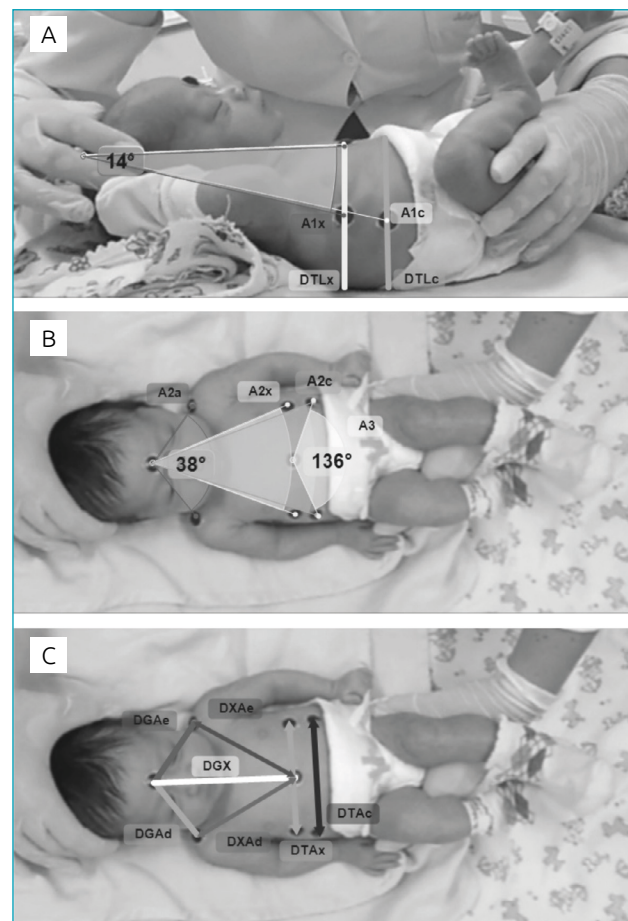 A
14°
A1x
A1c
DTLx
DTLc
B
A2a
A2x
A2c
A3
38°
136°
C
DGAe
DXAe
DGX
DGAd
DXAd
DTAx
DTAc